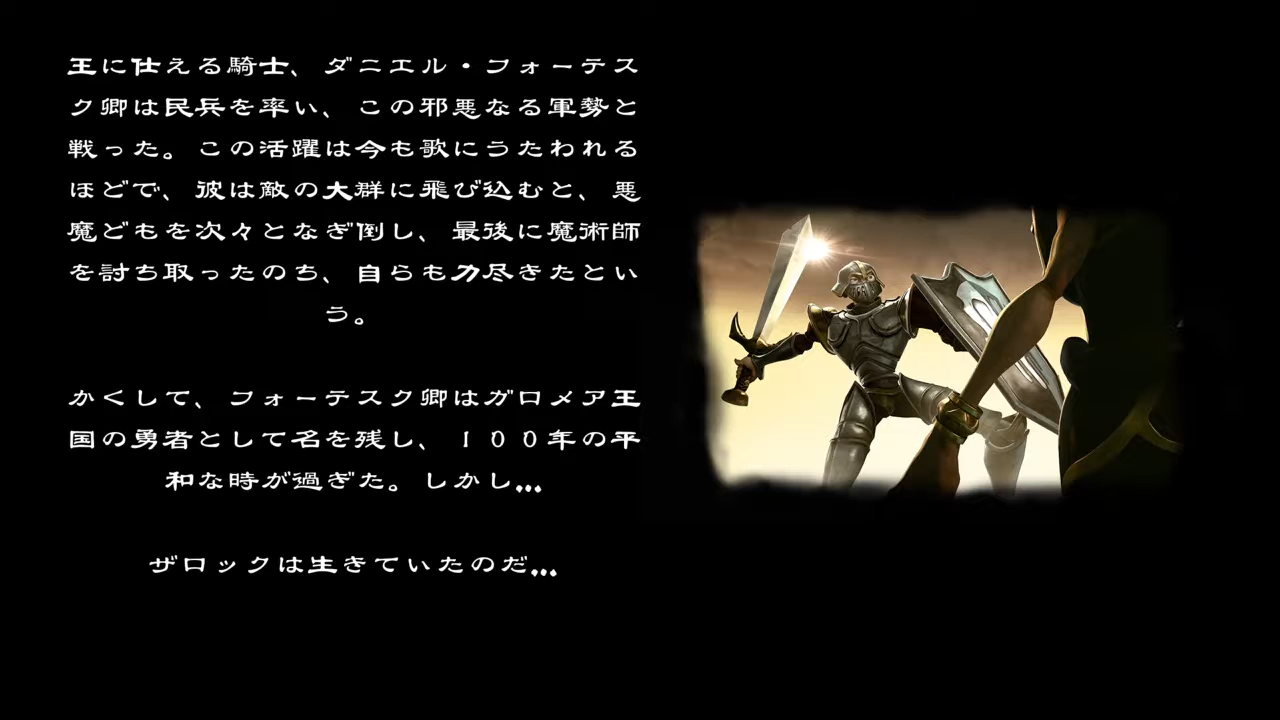 王に仕える騎士、ダニエル・フォーテス
ク卿は民兵を率い、この邪悪なる軍勢と
戦った。この活躍は今も歌にうたわれる
ほどで、彼は敵の大群に飛び込むと、悪
魔どもを次々となぎ倒し、最後に魔術師
を討ち取ったのち、自らも力尽きたとい
う。
かくして、フォーテスク卿はガロメア王
国の勇者として名を残し、１００年の平
和な時が過ぎた。しかし...
ザロックは生きていたのだ...